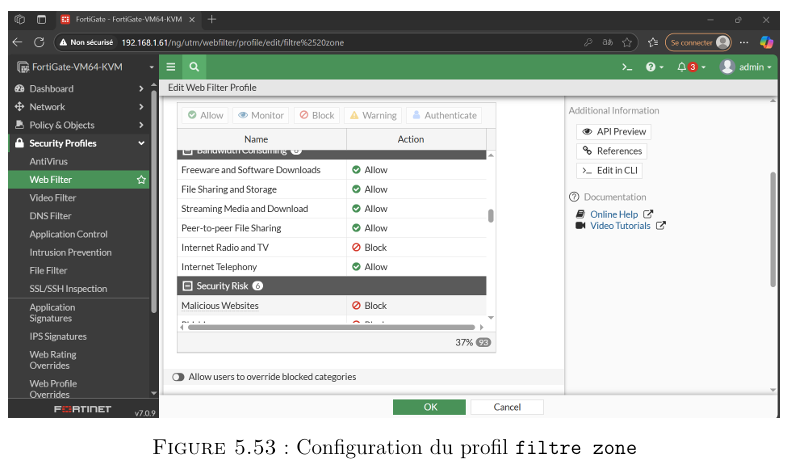 FortiGate - FortiGate-VM64-KVM
Non sécurisé 192.168.1.61/ng/utm/webfilter/profile/edit/filtre%2520zone
Se connecter
FortiGate-VM64-KVM
3
admin
Dashboard
Network
Policy & Objects
Security Profiles
AntiVirus
Web Filter
Video Filter
DNS Filter
Application Control
Intrusion Prevention
File Filter
SSL/SSH Inspection
Application
Signatures
IPS Signatures
Web Rating
Overrides
Web Profile
Overrides
FORTINET
v7.0.9
Edit Web Filter Profile
Allow Monitor Block Warning Authenticate
Name Action
Bandwidth Consuming 6
Freeware and Software Downloads Allow
File Sharing and Storage Allow
Streaming Media and Download Allow
Peer-to-peer File Sharing Allow
Internet Radio and TV Block
Internet Telephony Allow
Security Risk 6
Malicious Websites Block
37% 93
Allow users to override blocked categories
OK Cancel
Additional Information
API Preview
References
>_ Edit in CLI
Documentation
Online Help
Video Tutorials
FIGURE 5.53 : Configuration du profil filtre zone